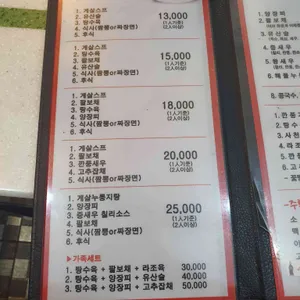 1. 게살스프
2. 유산슬
3. 탕수육
4. 식사(짬뽕or짜장면)
5. 후식
13,000
(1人기준)
(2人이상)
1. 게살스프
2. 탕수육
3. 팔보채
4. 유산슬
5. 식사(짬뽕or짜장면)
6. 후식
15,000
(1人기준)
(2人이상)
1. 게살스프
2. 팔보채
3. 탕수육
4. 양장피
5. 식사(짬뽕or짜장면)
6. 후식
18,000
(1人기준)
(2人이상)
1. 게살스프
2. 팔보채
3. 깐풍새우
4. 고추잡채
5. 식사(짬뽕or짜장면)
6. 후식
20,000
(1人기준)
(2人이상)
1. 게살누룽지탕
2. 양장피
3. 중새우 칠리소스
4. 팔보채
5. 식사(짬뽕or짜장면)
6. 후식
25,000
(1人기준)
(2人이상)
▶가족세트
1. 탕수육 + 팔보채 + 라조육 30,000
2. 탕수육 + 양장피 + 유산슬 40,000
3. 탕수육 + 양장피 + 고추잡채 50,000